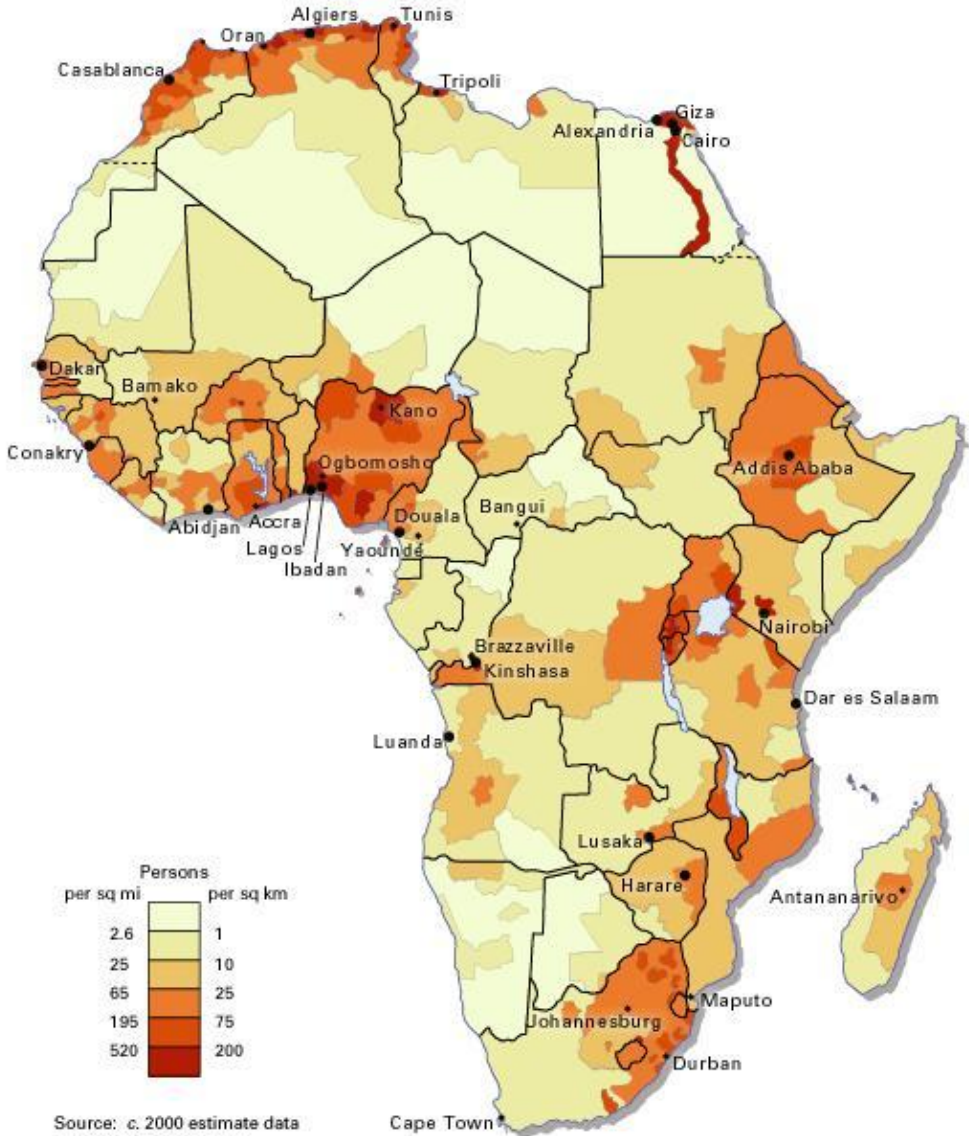 Algiers
Tunis
Oran
Casablanca
Tripoli
Giza
Alexandria
Cairo
Dakar
Bamako
Kano
Conakry
Ogbomosho
Addis Ababa
Abidjan
Accra
Douala
Bangui
Lagos
Yaoundé
Ibadan
Nairobi
Brazzaville
Kinshasa
Dar es Salaam
Luanda
Lusaka
Harare
Antananarivo
Maputo
Johannesburg
Durban
Cape Town
Persons
per sq mi per sq km
2.6 1
25 10
65 25
195 75
520 200
Source: c. 2000 estimate data